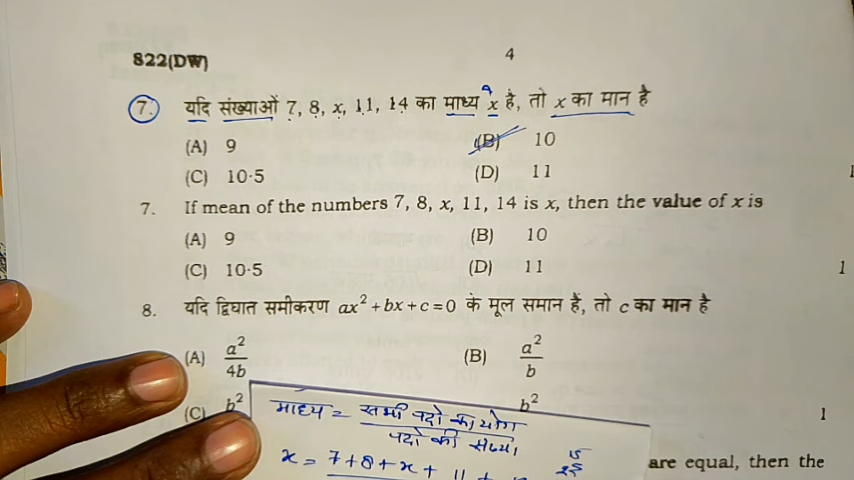 822(DW)
4
7. यदि संख्याओं 7, 8, x, 11, 14 का माध्य x है, तो x का मान है
(A) 9 (B) 10
(C) 10·5 (D) 11
7. If mean of the numbers 7, 8, x, 11, 14 is x, then the value of x is
(A) 9 (B) 10
(C) 10·5 (D) 11
1
8. यदि द्विघात समीकरण ax² + bx + c = 0 के मूल समान हैं, तो c का मान है
(A) a²/4b (B) a²/b
(C) b² b²
1
माध्य = सभी पदो का योग
पदो की संख्या
x = 7+8+x+ 11 +
are equal, then the